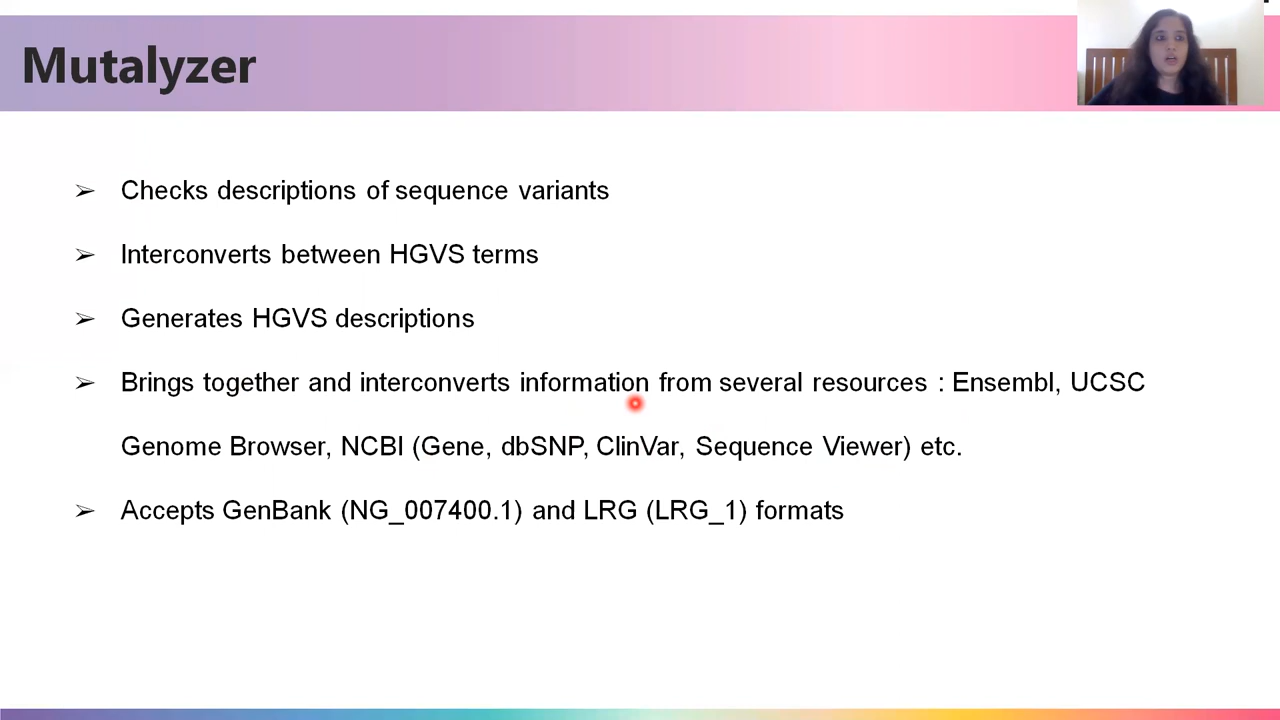 Mutalyzer
➢ Checks descriptions of sequence variants
➢ Interconverts between HGVS terms
➢ Generates HGVS descriptions
➢ Brings together and interconverts information from several resources : Ensembl, UCSC
Genome Browser, NCBI (Gene, dbSNP, ClinVar, Sequence Viewer) etc.
➢ Accepts GenBank (NG_007400.1) and LRG (LRG_1) formats